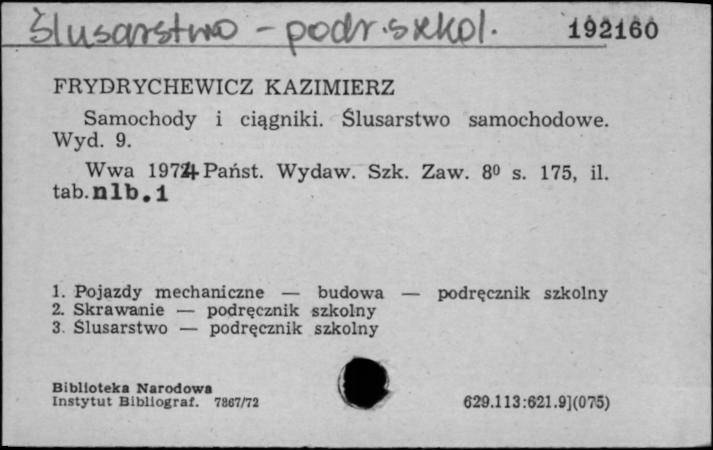 Ślusarstwo – podr. szkol. 192160
FRYDRYCHEWICZ KAZIMIERZ
Samochody i ciągniki. Ślusarstwo samochodowe.
Wyd. 9.
Wwa 1974 Państ. Wydaw. Szk. Zaw. 8⁰ s. 175, il.
tab. nlb. 1
1. Pojazdy mechaniczne — budowa — podręcznik szkolny
2. Skrawanie — podręcznik szkolny
3. Ślusarstwo — podręcznik szkolny
Biblioteka Narodowa
Instytut Bibliograf. 7867/72 629.113:621.9](075)